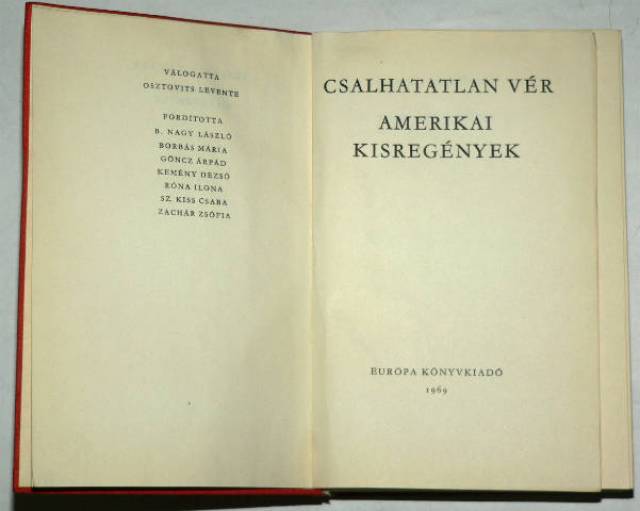 VÁLOGATTA
OSZTOVITS LEVENTE
FORDÍTOTTA
B. NAGY LÁSZLÓ
BORBÁS MÁRIA
GÖNCZ ÁRPÁD
KEMÉNY DEZSŐ
RÓNA ILONA
SZ. KISS CSABA
ZACHÁR ZSÓFIA
CSALHATATLAN VÉR
AMERIKAI
KISREGÉNYEK
EURÓPA KÖNYVKIADÓ
1969